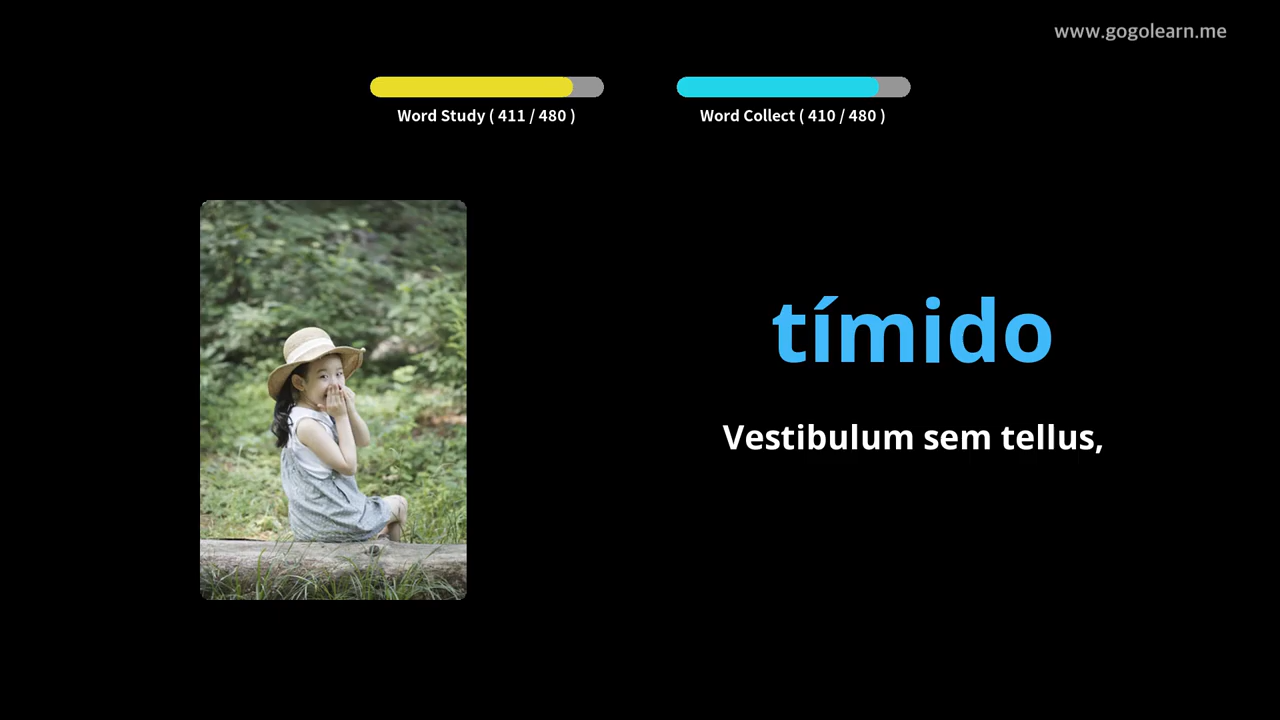 www.gogolearn.me
Word Study ( 411 / 480 )
Word Collect ( 410 / 480 )
tímido
Vestibulum sem tellus,